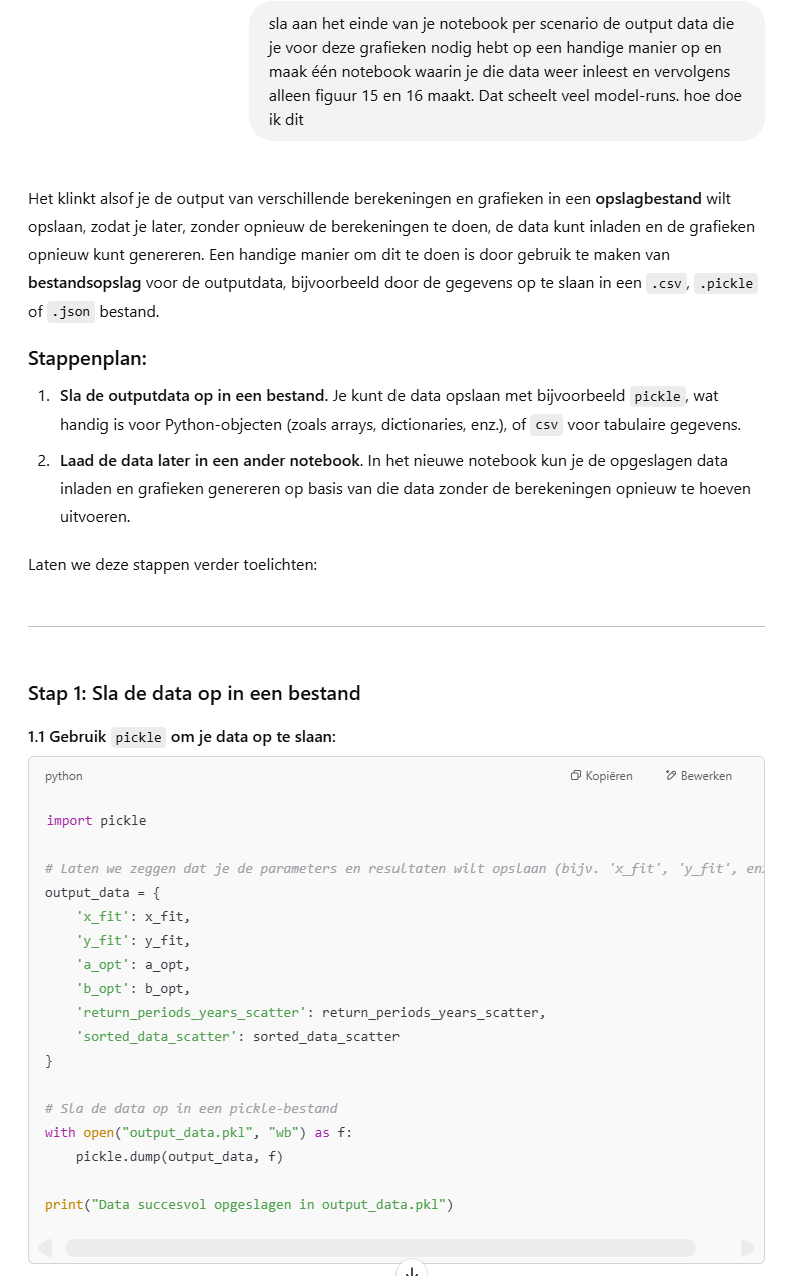 sla aan het einde van je notebook per scenario de output data die
je voor deze grafieken nodig hebt op een handige manier op en
maak één notebook waarin je die data weer inleest en vervolgens
alleen figuur 15 en 16 maakt. Dat scheelt veel model-runs. hoe doe
ik dit
Het klinkt alsof je de output van verschillende berekeningen en grafieken in een opslagbestand wilt
opslaan, zodat je later, zonder opnieuw de berekeningen te doen, de data kunt inladen en de grafieken
opnieuw kunt genereren. Een handige manier om dit te doen is door gebruik te maken van
bestandsopslag voor de outputdata, bijvoorbeeld door de gegevens op te slaan in een .csv, .pickle
of .json bestand.
Stappenplan:
1. Sla de outputdata op in een bestand. Je kunt de data opslaan met bijvoorbeeld pickle, wat
handig is voor Python-objecten (zoals arrays, dictionaries, enz.), of csv voor tabulaire gegevens.
2. Laad de data later in een ander notebook. In het nieuwe notebook kun je de opgeslagen data
inladen en grafieken genereren op basis van die data zonder de berekeningen opnieuw te hoeven
uitvoeren.
Laten we deze stappen verder toelichten:
Stap 1: Sla de data op in een bestand
1.1 Gebruik pickle om je data op te slaan:
python Kopiëren Bewerken
import pickle
# Laten we zeggen dat je de parameters en resultaten wilt opslaan (bijv. 'x_fit', 'y_fit', en
output_data = {
'x_fit': x_fit,
'y_fit': y_fit,
'a_opt': a_opt,
'b_opt': b_opt,
'return_periods_years_scatter': return_periods_years_scatter,
'sorted_data_scatter': sorted_data_scatter
}
# Sla de data op in een pickle-bestand
with open("output_data.pkl", "wb") as f:
pickle.dump(output_data, f)
print("Data succesvol opgeslagen in output_data.pkl")